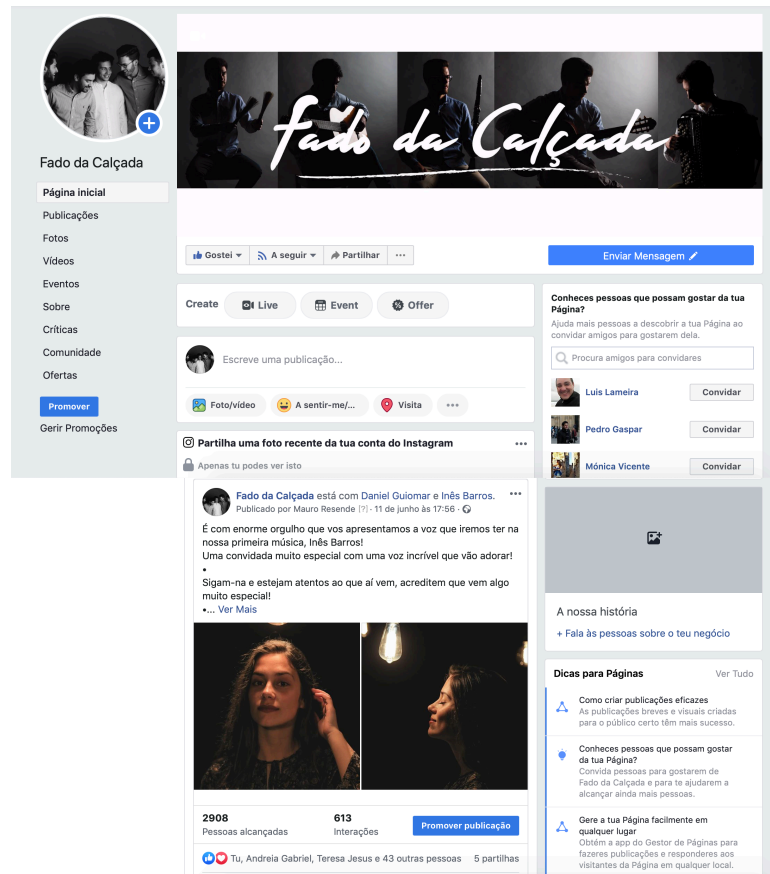 Fado da Calçada
Fado da Calçada
Página inicial
Publicações
Fotos
Vídeos
Eventos
Sobre
Críticas
Comunidade
Ofertas
Promover
Gerir Promoções
Gostei
A seguir
Partilhar
Enviar Mensagem
Create
Live
Event
Offer
Escreve uma publicação...
Foto/vídeo
A sentir-me/...
Visita
Partilha uma foto recente da tua conta do Instagram
Apenas tu podes ver isto
Conheces pessoas que possam gostar da tua
Página?
Ajuda mais pessoas a descobrir a tua Página ao
convidar amigos para gostarem dela.
Procura amigos para convidares
Luis Lameira
Convidar
Pedro Gaspar
Convidar
Mónica Vicente
Convidar
Fado da Calçada está com Daniel Guiomar e Inês Barros.
Publicado por Mauro Resende [?] · 11 de junho às 17:56 ·
É com enorme orgulho que vos apresentamos a voz que iremos ter na
nossa primeira música, Inês Barros!
Uma convidada muito especial com uma voz incrível que vão adorar!
•
Sigam-na e estejam atentos ao que aí vem, acreditem que vem algo
muito especial!
•... Ver Mais
2908
Pessoas alcançadas
613
Interações
Promover publicação
Tu, Andreia Gabriel, Teresa Jesus e 43 outras pessoas
5 partilhas
A nossa história
+ Fala às pessoas sobre o teu negócio
Dicas para Páginas
Ver Tudo
Como criar publicações eficazes
As publicações breves e visuais criadas
para o público certo têm mais sucesso.
Conheces pessoas que possam gostar
da tua Página?
Convida pessoas para gostarem de
Fado da Calçada e para te ajudarem a
alcançar ainda mais pessoas.
Gere a tua Página facilmente em
qualquer lugar
Obtém a app do Gestor de Páginas para
fazeres publicações e responderes aos
visitantes da Página em qualquer local.